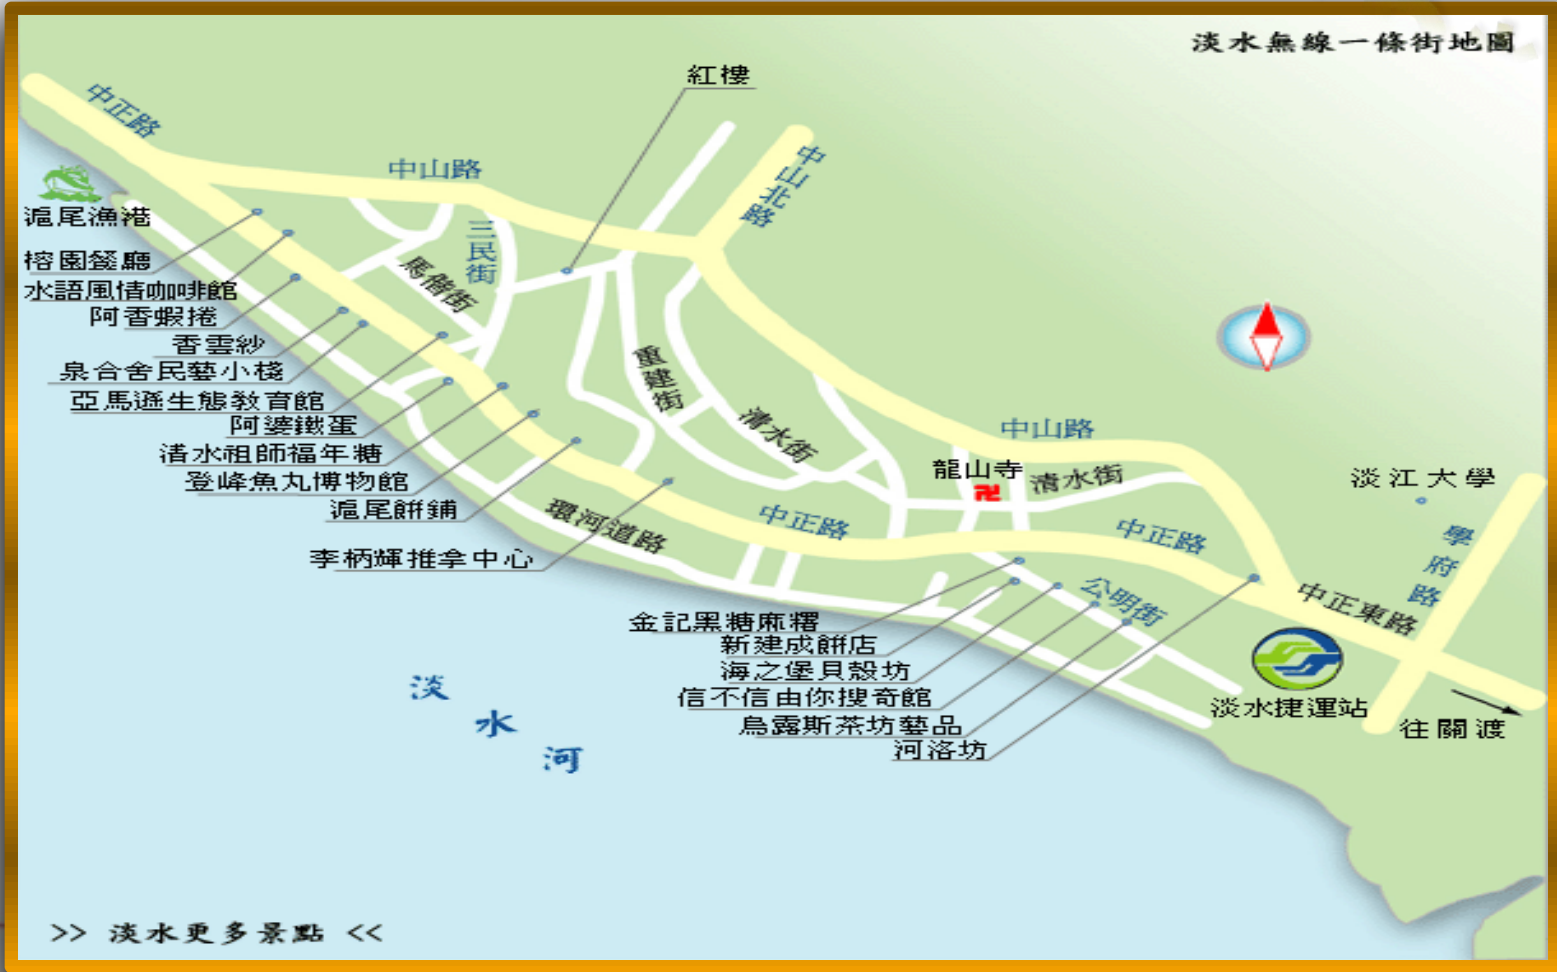 淡水無線一條街地圖
紅樓
中正路
中山路
中山北路
滬尾漁港
三民街
榕園餐廳
馬偕街
水語風情咖啡館
阿香蝦捲
香雲紗
重建街
泉合舍民藝小棧
亞馬遜生態教育館
阿婆鐵蛋
清水街
中山路
清水祖師福年糖
龍山寺
登峰魚丸博物館
清水街
淡江大學
滬尾餅鋪
環河道路
中正路
中正路
學府路
李柄輝推拿中心
公明街
中正東路
金記黑糖麻糬
新建成餅店
海之堡貝殼坊
信不信由你搜奇館
烏露斯茶坊藝品
河洛坊
淡水捷運站
往關渡
淡水河
>> 淡水更多景點 <<